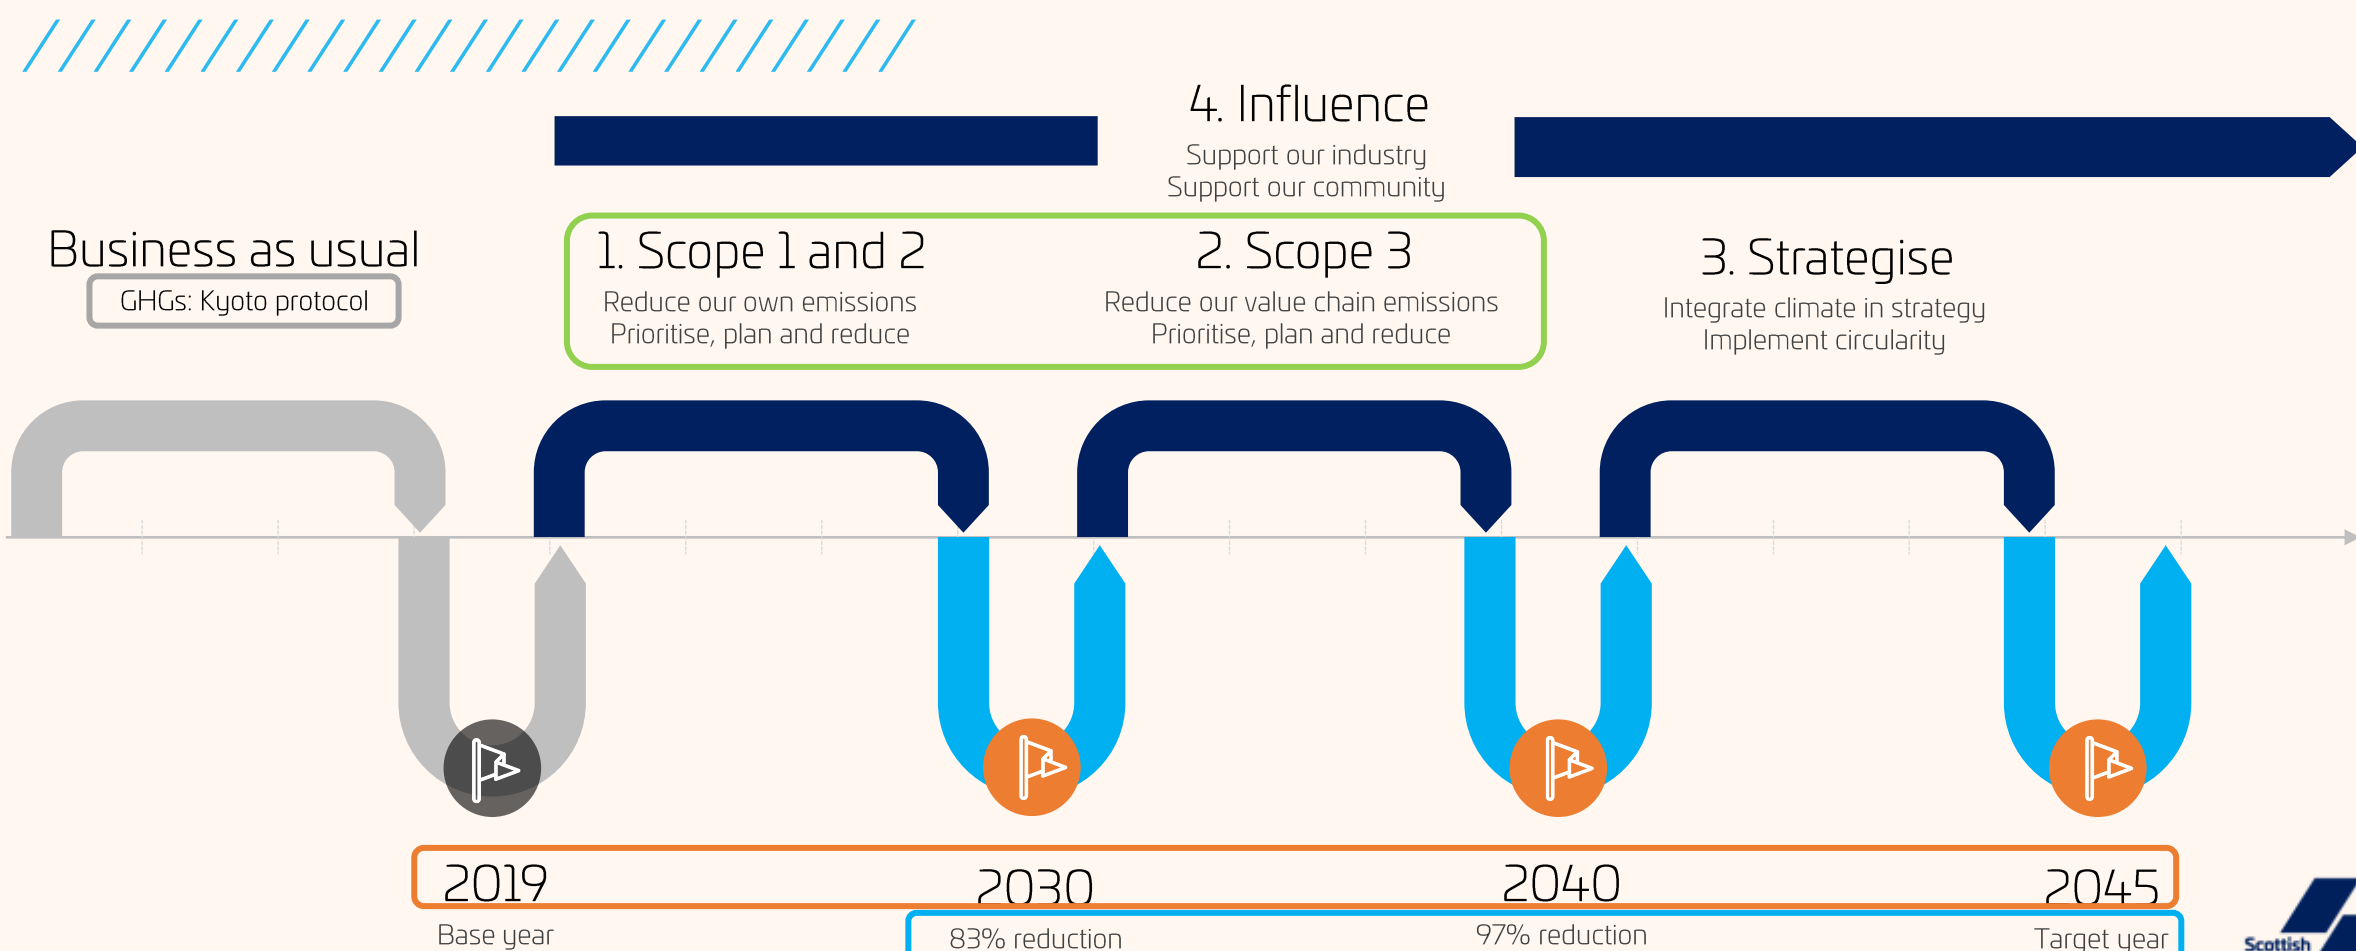 4. Influence
Support our industry
Support our community
Business as usual
GHGs: Kyoto protocol
1. Scope 1 and 2
Reduce our own emissions
Prioritise, plan and reduce
2. Scope 3
Reduce our value chain emissions
Prioritise, plan and reduce
3. Strategise
Integrate climate in strategy
Implement circularity
2019
2030
2040
2045
Base year
83% reduction
97% reduction
Target year
Scottish